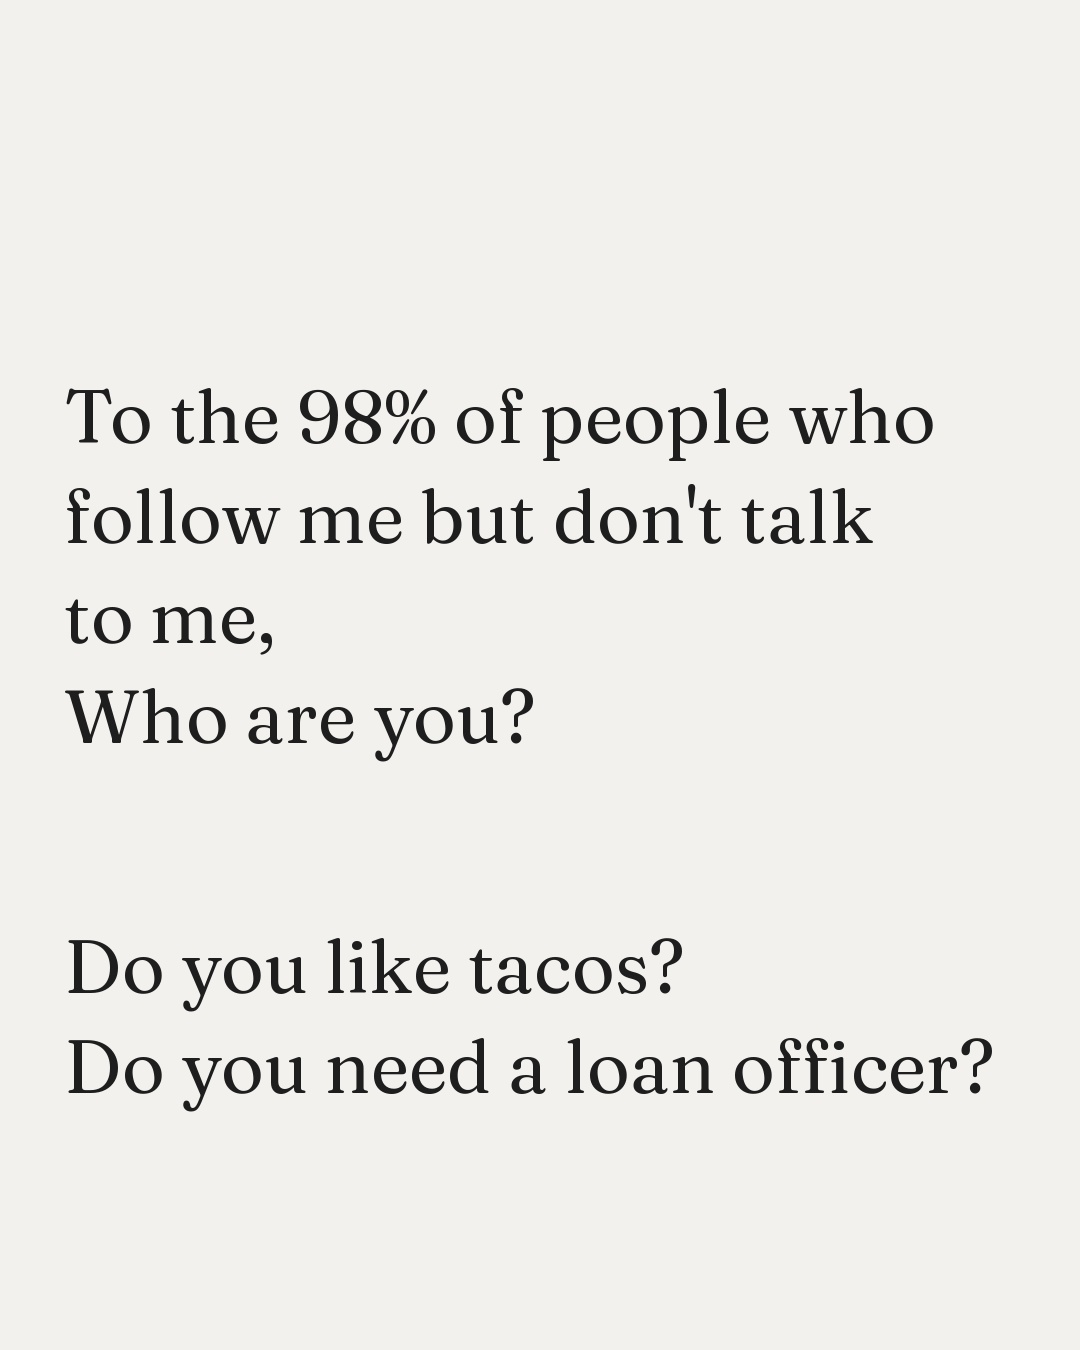 To the 98% of people who
follow me but don't talk
to me,
Who are you?
Do you like tacos?
Do you need a loan officer?